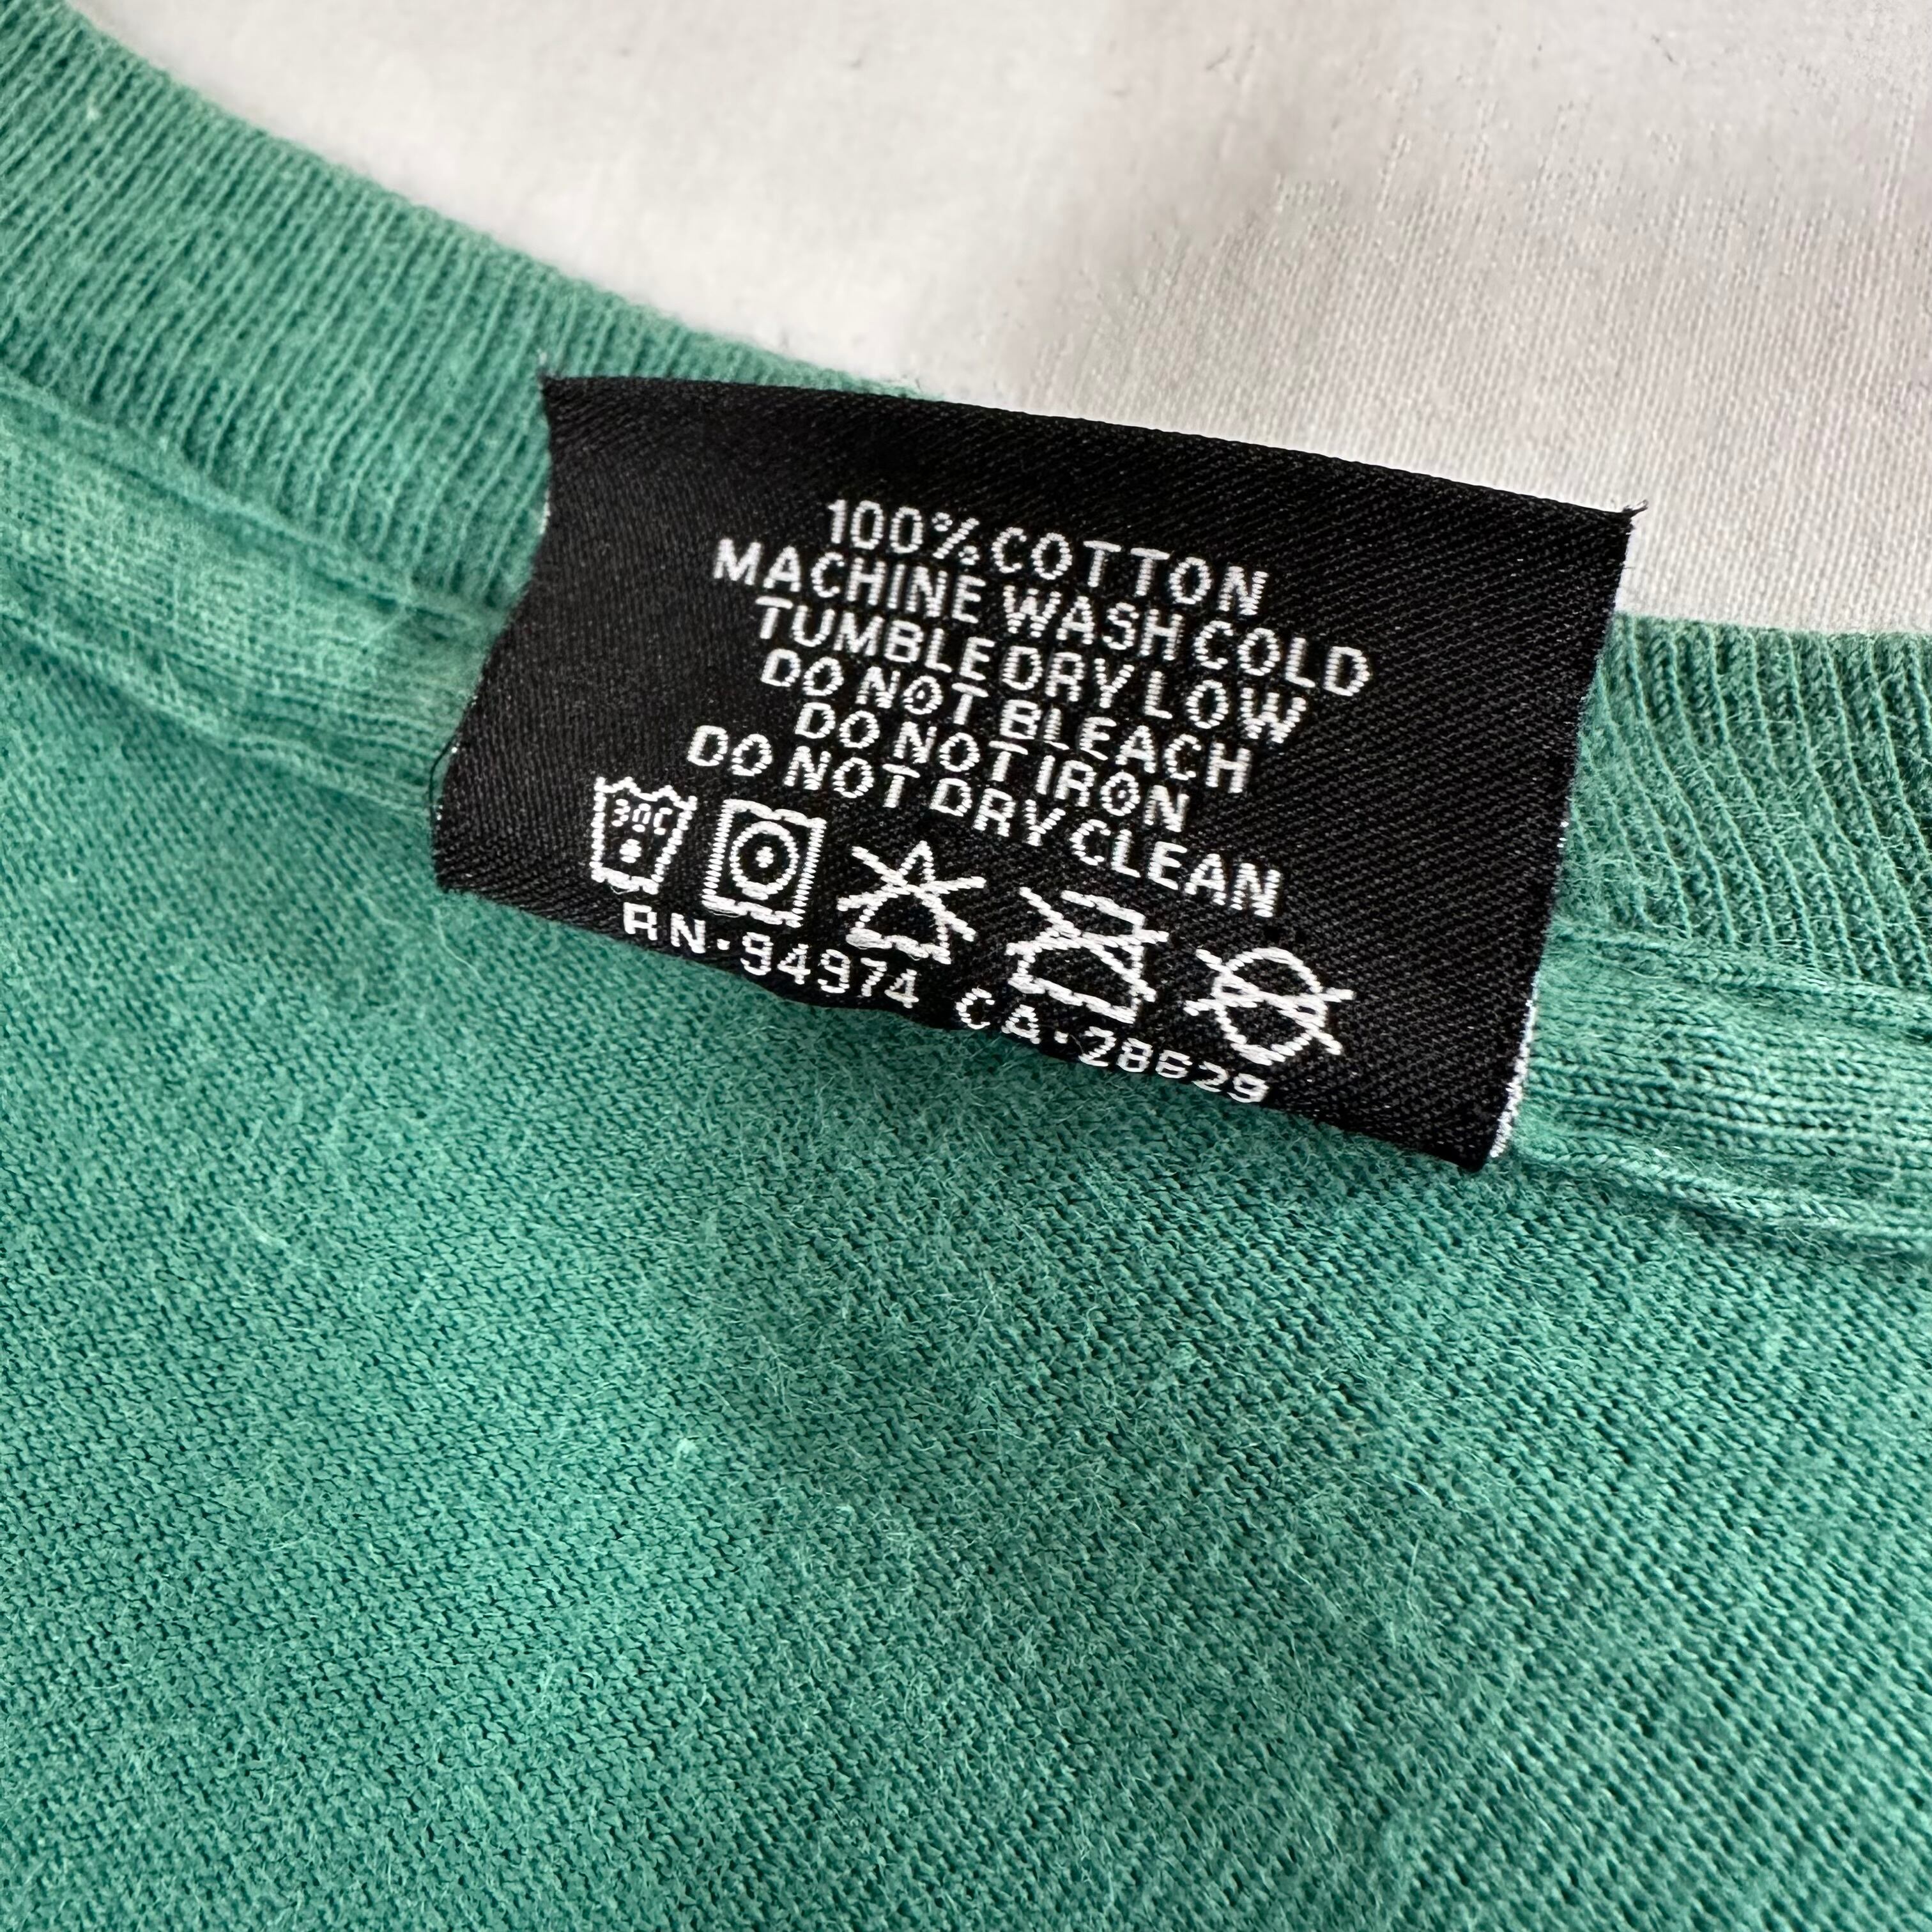 100% COTTON
MACHINE WASH COLD
TUMBLE DRY LOW
DO NOT BLEACH
DO NOT IRON
DO NOT DRY CLEAN
30C
RN·94974 CA·28629